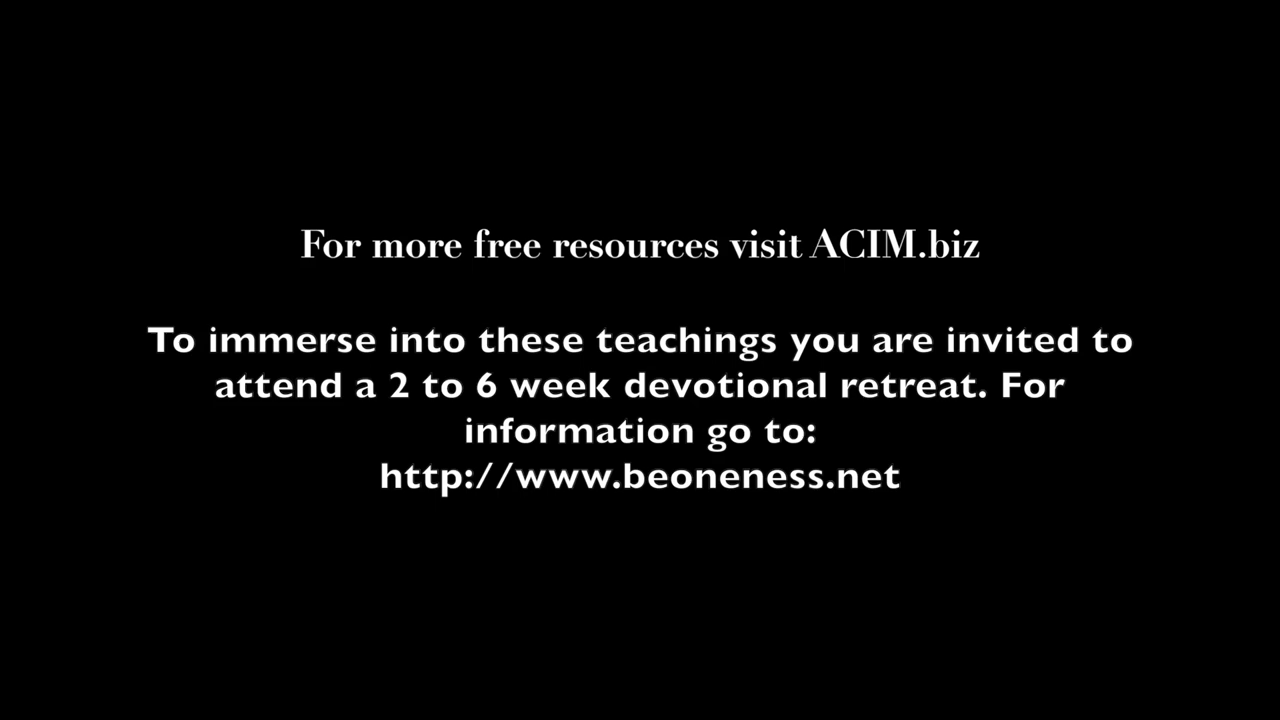 For more free resources visit ACIM.biz
To immerse into these teachings you are invited to
attend a 2 to 6 week devotional retreat. For
information go to:
http://www.beoneness.net